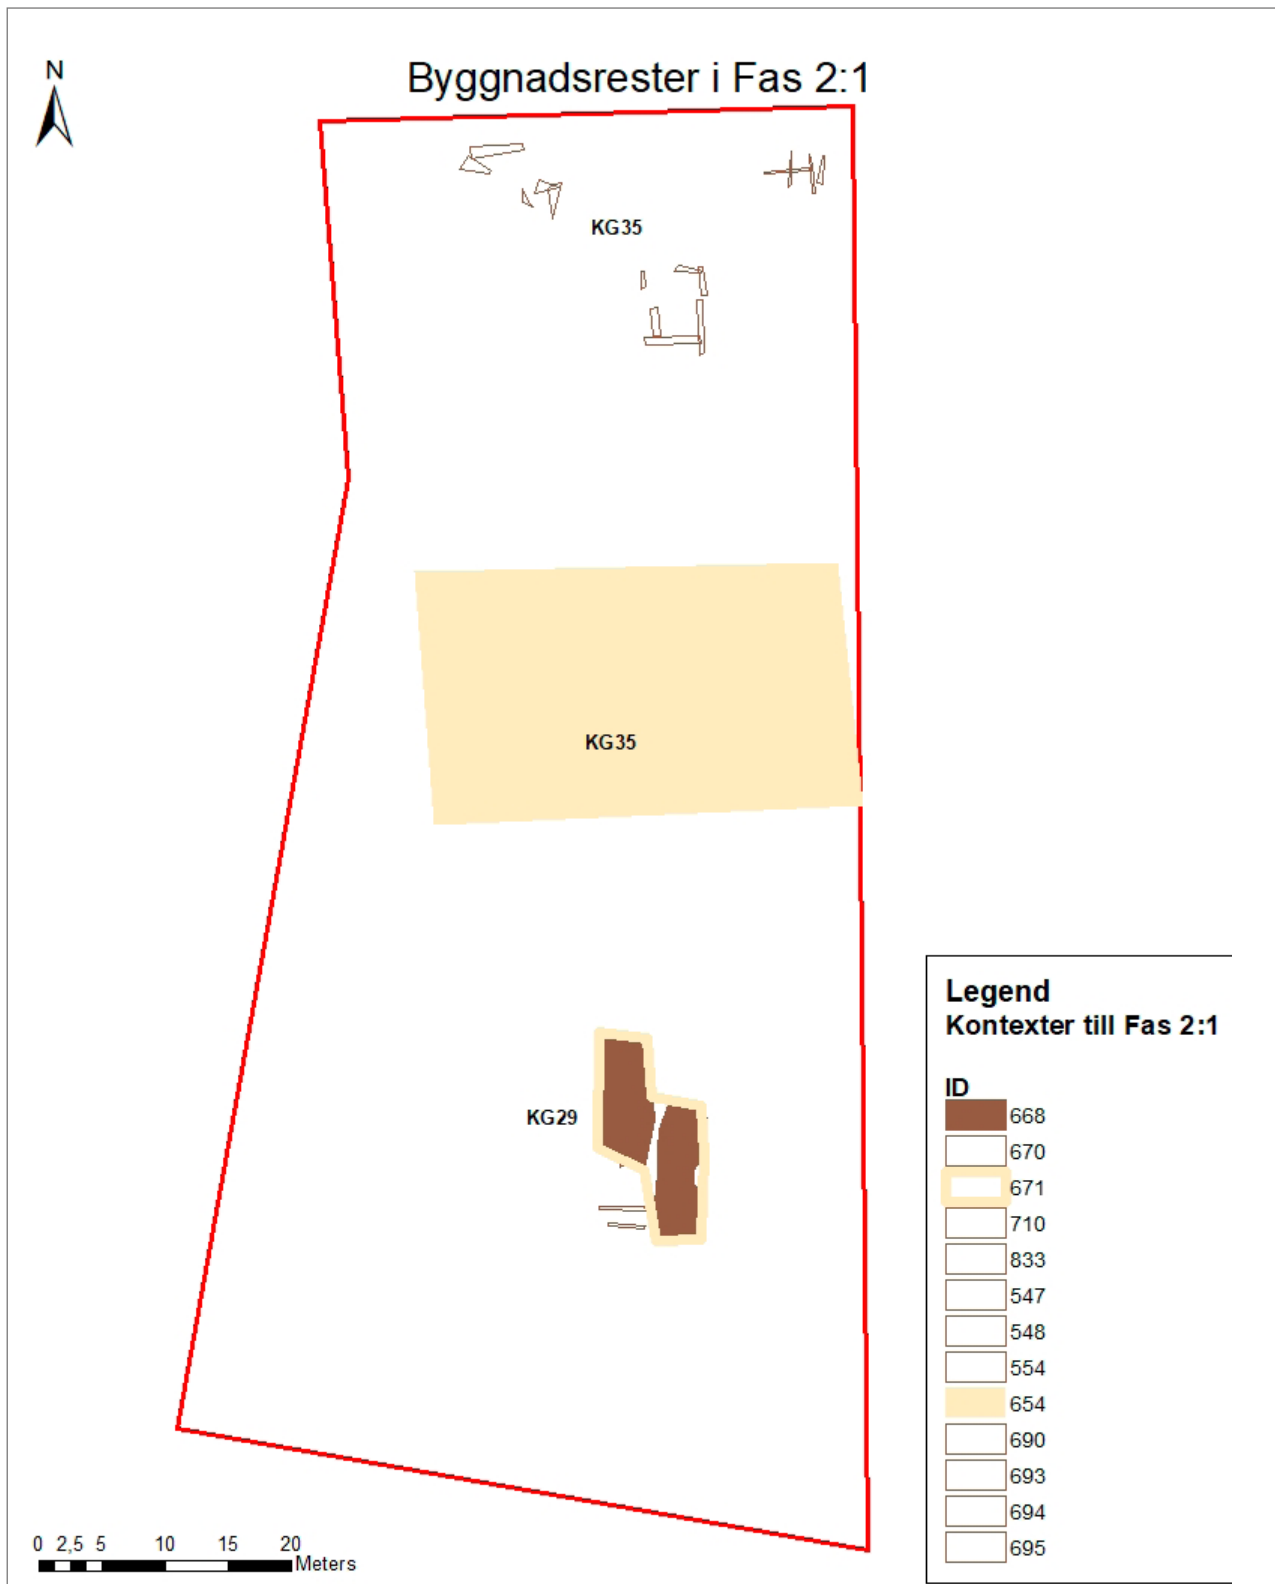 Byggnadsrester i Fas 2:1
N
KG35
KG35
KG29
Legend
Kontexter till Fas 2:1
ID
668
670
671
710
833
547
548
554
654
690
693
694
695
0 2,5 5 10 15 20
Meters